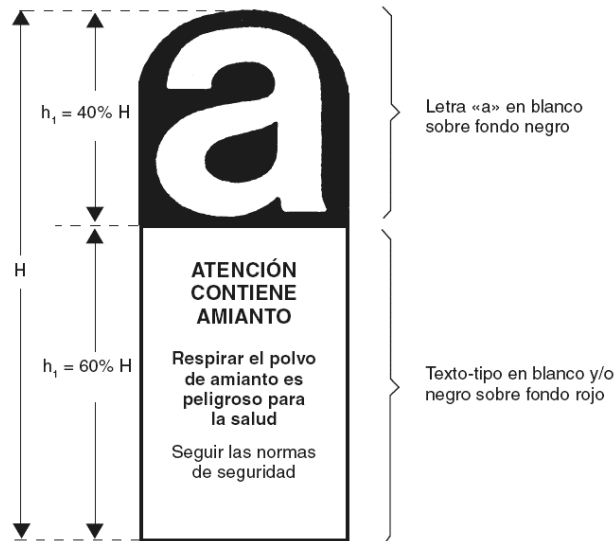 a
h₁ = 40% H
Letra «a» en blanco
sobre fondo negro
H
ATENCIÓN
CONTIENE
AMIANTO
Respirar el polvo
de amianto es
peligroso para
la salud
Seguir las normas
de seguridad
h₁ = 60% H
Texto-tipo en blanco y/o
negro sobre fondo rojo